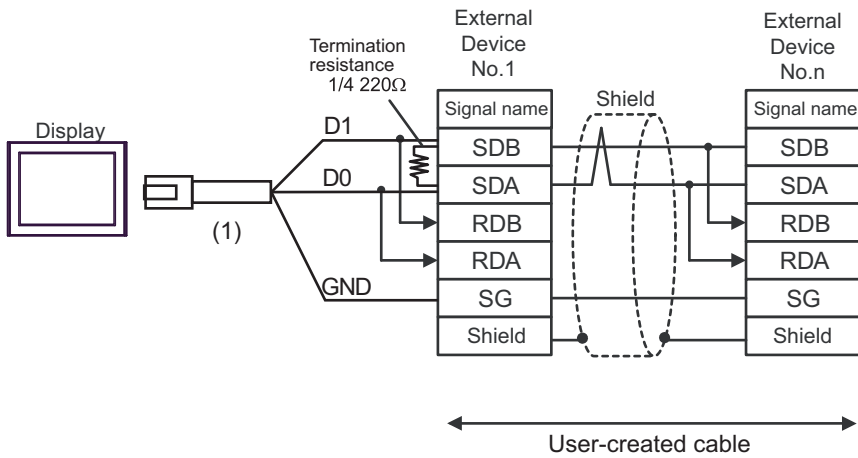 External
Device
No.1
External
Device
No.n
Termination
resistance
1/4 220Ω
Signal name
Shield
Signal name
Display
D1
SDB
SDB
D0
SDA
SDA
(1)
RDB
RDB
RDA
RDA
GND
SG
SG
Shield
Shield
User-created cable